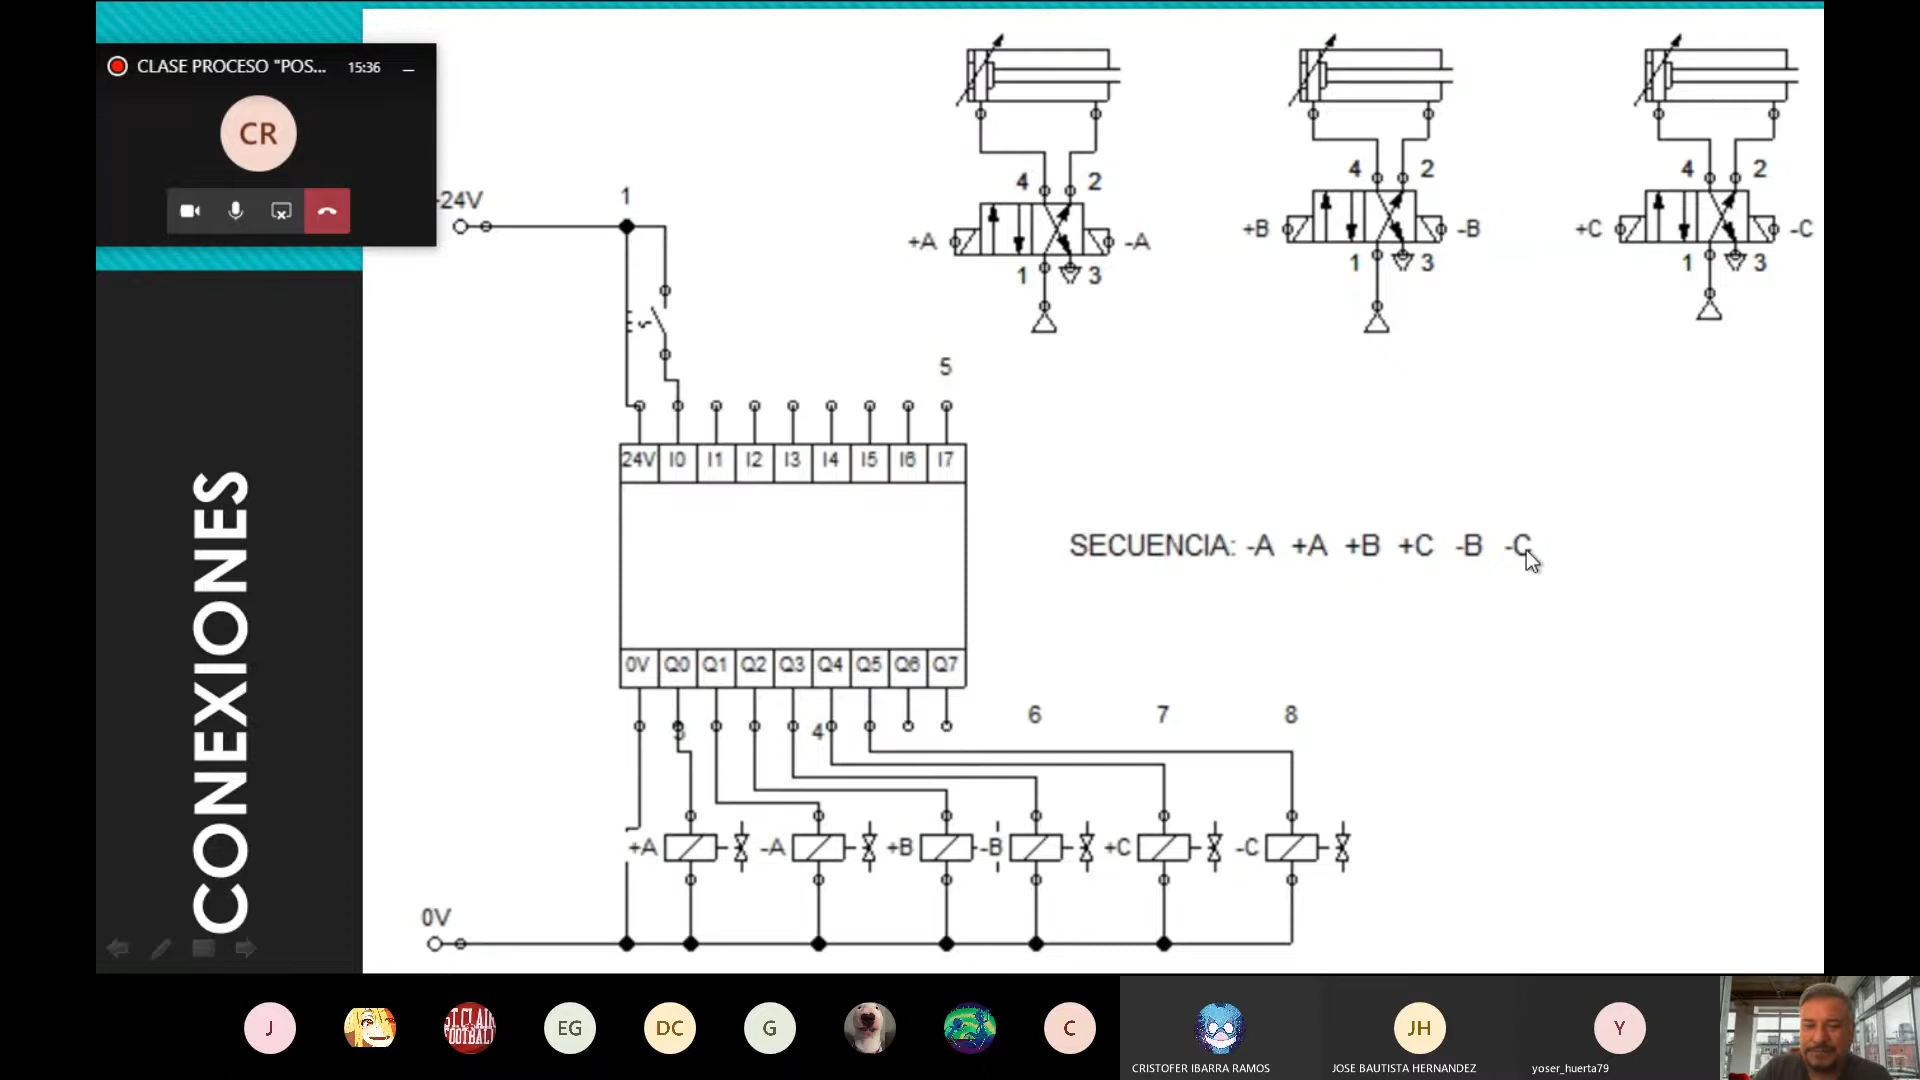 CLASE PROCESO "POS... 15:36
CR
-24V
1
4 2
+A -A
1 3
4 2
+B -B
1 3
4 2
+C -C
1 3
5
24V I0 I1 I2 I3 I4 I5 I6 I7
0V Q0 Q1 Q2 Q3 Q4 Q5 Q6 Q7
SECUENCIA: -A +A +B +C -B -C
3 4 6 7 8
+A -A +B -B +C -C
0V
CONEXIONES
J
ST.CLAIR
FOOTBALL
EG
DC
G
C
CRISTOFER IBARRA RAMOS
JH
JOSE BAUTISTA HERNANDEZ
Y
yoser_huerta79